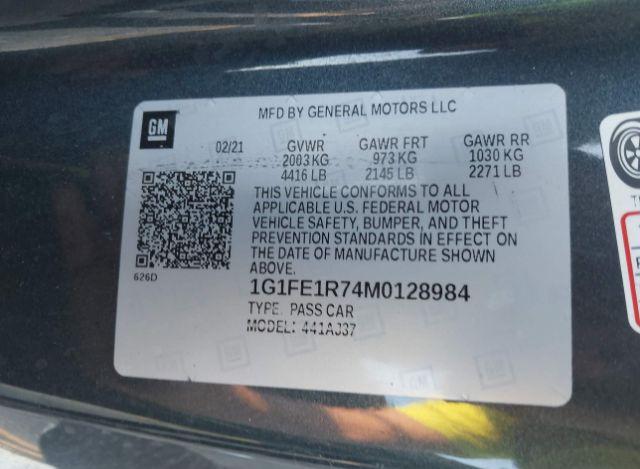 MFD BY GENERAL MOTORS LLC
GM
02/21 GVWR GAWR FRT GAWR RR
2003 KG 973 KG 1030 KG
4416 LB 2145 LB 2271 LB
THIS VEHICLE CONFORMS TO ALL
APPLICABLE U.S. FEDERAL MOTOR
VEHICLE SAFETY, BUMPER, AND THEFT
PREVENTION STANDARDS IN EFFECT ON
THE DATE OF MANUFACTURE SHOWN
ABOVE.
626D
1G1FE1R74M0128984
TYPE: PASS CAR
MODEL: 441AJ37